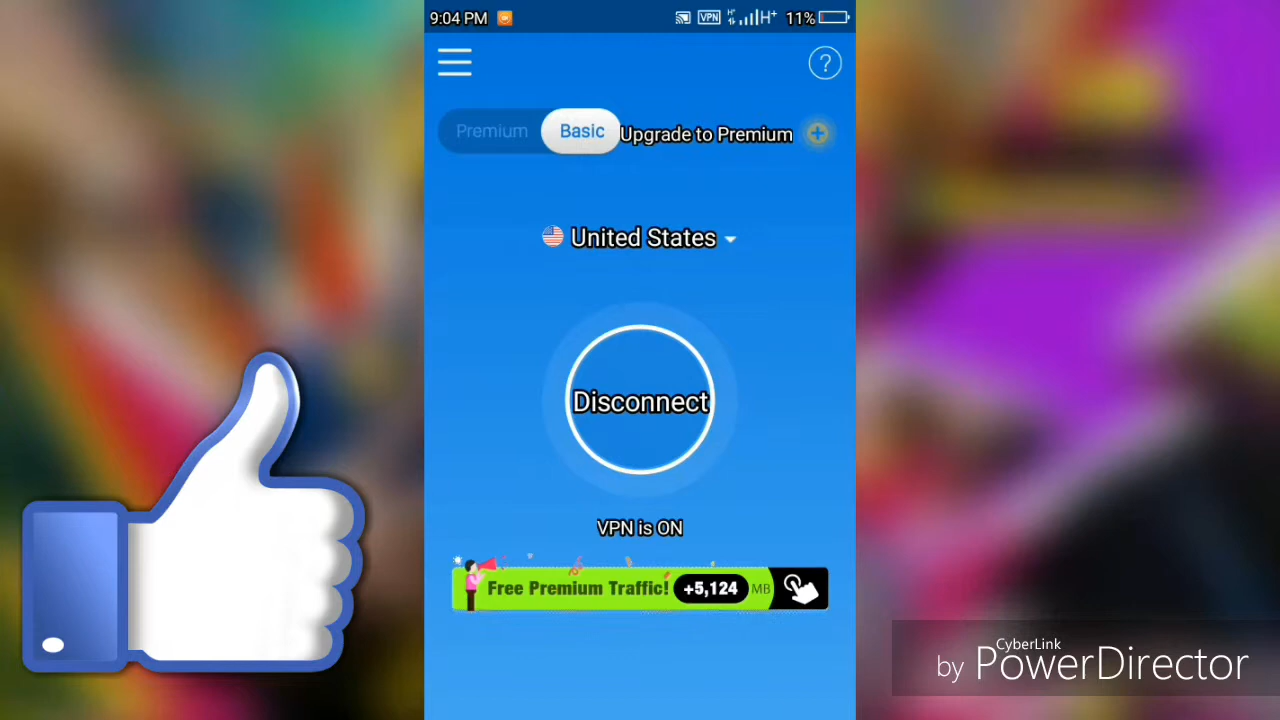 9:04 PM
VPN
H+
H+
11%
?
Premium
Basic
Upgrade to Premium
United States
Disconnect
VPN is ON
Free Premium Traffic!
+5,124
MB
CyberLink
by PowerDirector